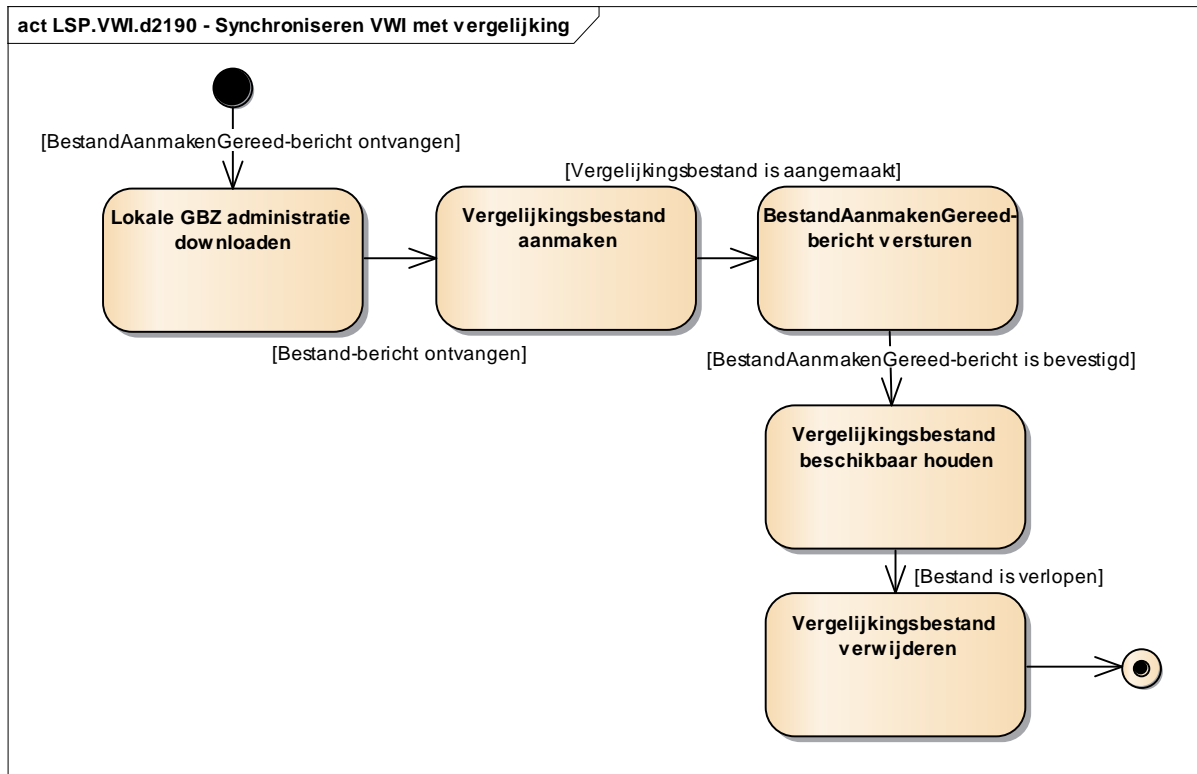 act LSP.VWI.d2190 - Synchroniseren VWI met vergelijking
[BestandAanmakenGereed-bericht ontvangen]
Lokale GBZ administratie
downloaden
[Bestand-bericht ontvangen]
Vergelijkingsbestand
aanmaken
[Vergelijkingsbestand is aangemaakt]
BestandAanmakenGereed-
bericht versturen
[BestandAanmakenGereed-bericht is bevestigd]
Vergelijkingsbestand
beschikbaar houden
[Bestand is verlopen]
Vergelijkingsbestand
verwijderen